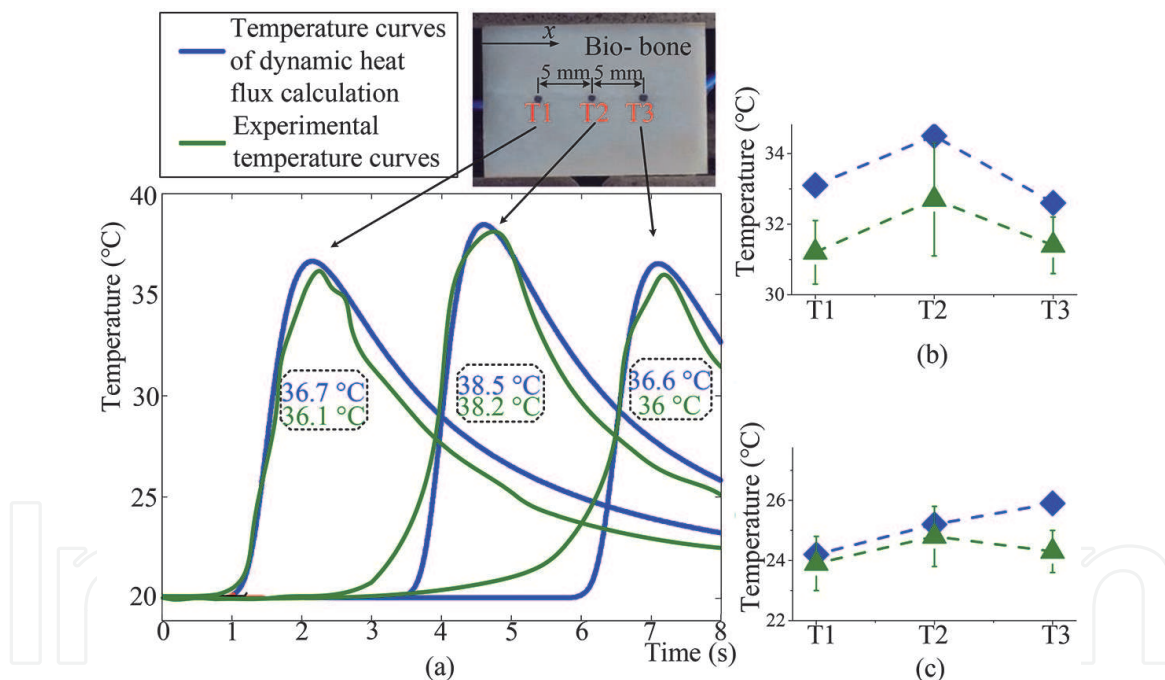 Temperature curves
of dynamic heat
flux calculation
Experimental
temperature curves
x
Bio- bone
5 mm 5 mm
T1 T2 T3
Temperature (°C)
40
35
30
25
20
36.7 °C
36.1 °C
38.5 °C
38.2 °C
36.6 °C
36 °C
0 1 2 3 4 5 6 7 8
Time (s)
(a)
Temperature (°C)
34
32
30
T1 T2 T3
(b)
Temperature (°C)
26
24
22
T1 T2 T3
(c)